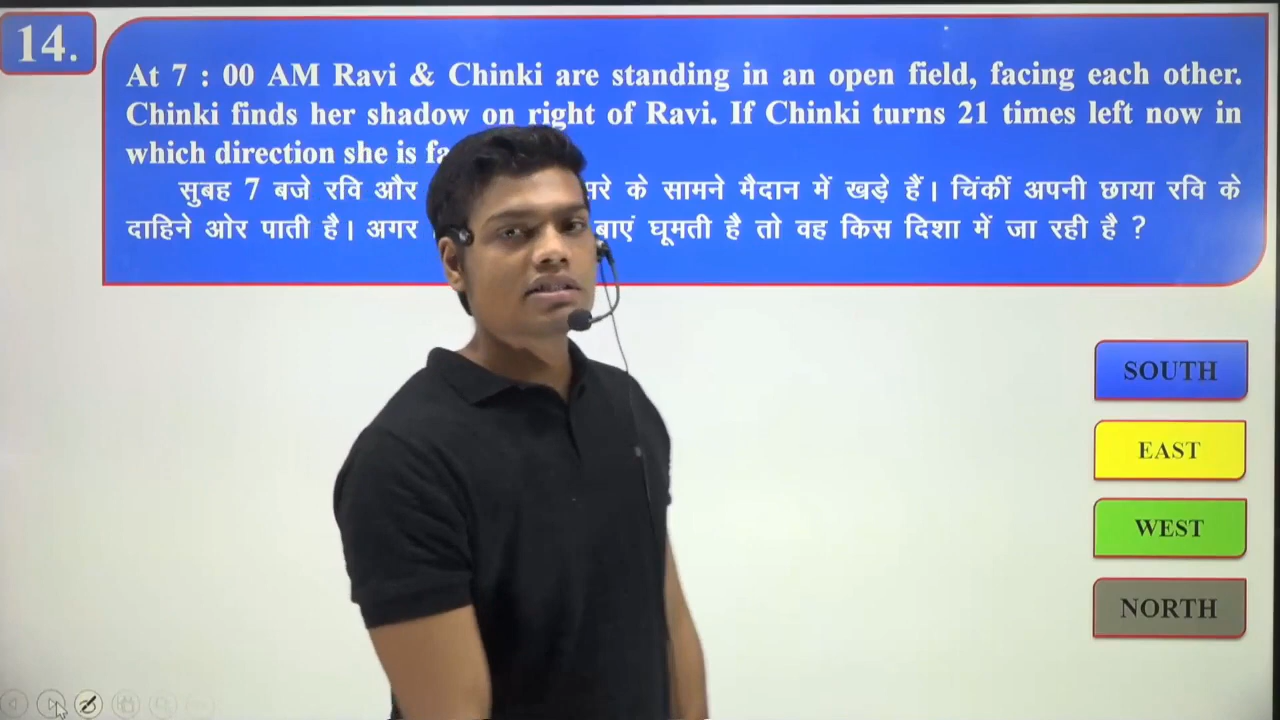 14.
At 7 : 00 AM Ravi & Chinki are standing in an open field, facing each other.
Chinki finds her shadow on right of Ravi. If Chinki turns 21 times left now in
which direction she is
सुबह 7 बजे रवि और के सामने मैदान में खड़े हैं। चिंकीं अपनी छाया रवि के
दाहिने ओर पाती है। अगर बाएं घूमती है तो वह किस दिशा में जा रही है ?
SOUTH
EAST
WEST
NORTH